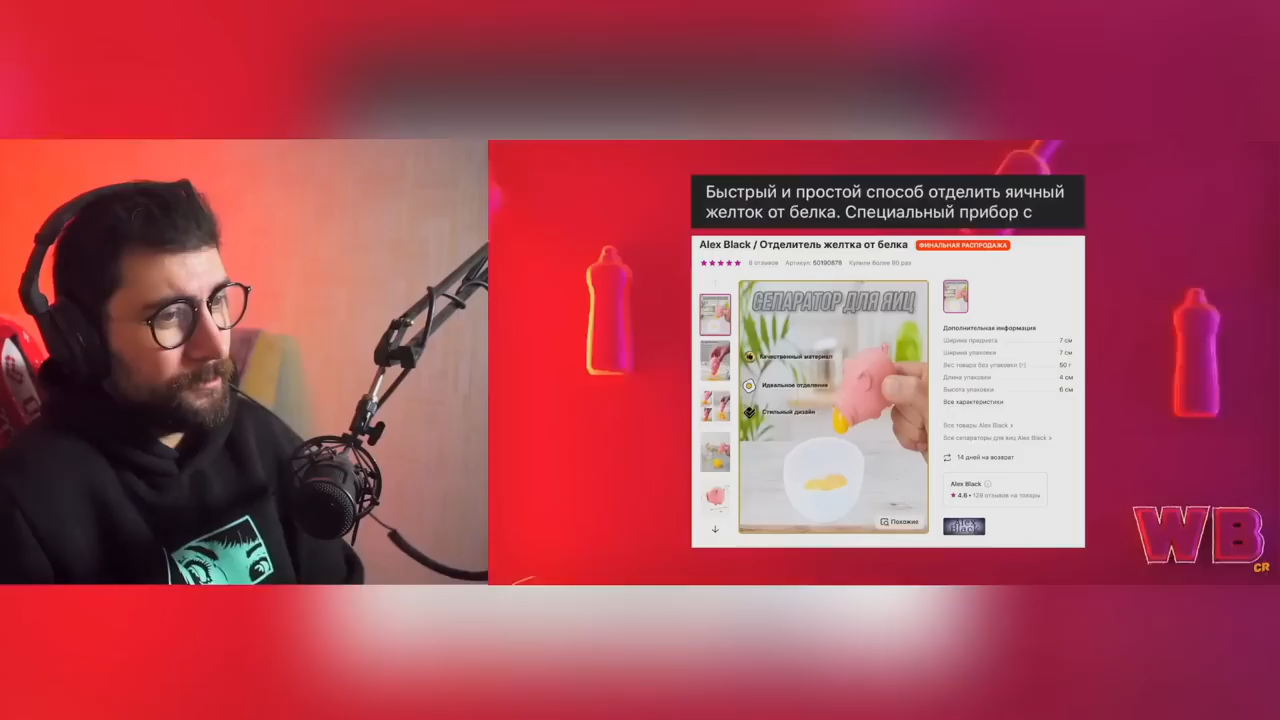 Быстрый и простой способ отделить яичный
желток от белка. Специальный прибор с
Alex Black / Отделитель желтка от белка
ФИНАЛЬНАЯ РАСПРОДАЖА
6 отзывов Артикул: 50190878 Купили более 90 раз
СЕПАРАТОР ДЛЯ ЯИЦ
Качественный материал
Идеальное отделение
Стильный дизайн
Похожие
Дополнительная информация
Ширина предмета 7 см
Ширина упаковки 7 см
Вес товара без упаковки (г) 50 г
Длина упаковки 4 см
Высота упаковки 6 см
Все характеристики
Все товары Alex Black
Все сепараторы для яиц Alex Black
14 дней на возврат
Alex Black
4.6 • 128 отзывов на товары
Alex
Black
WB
CR